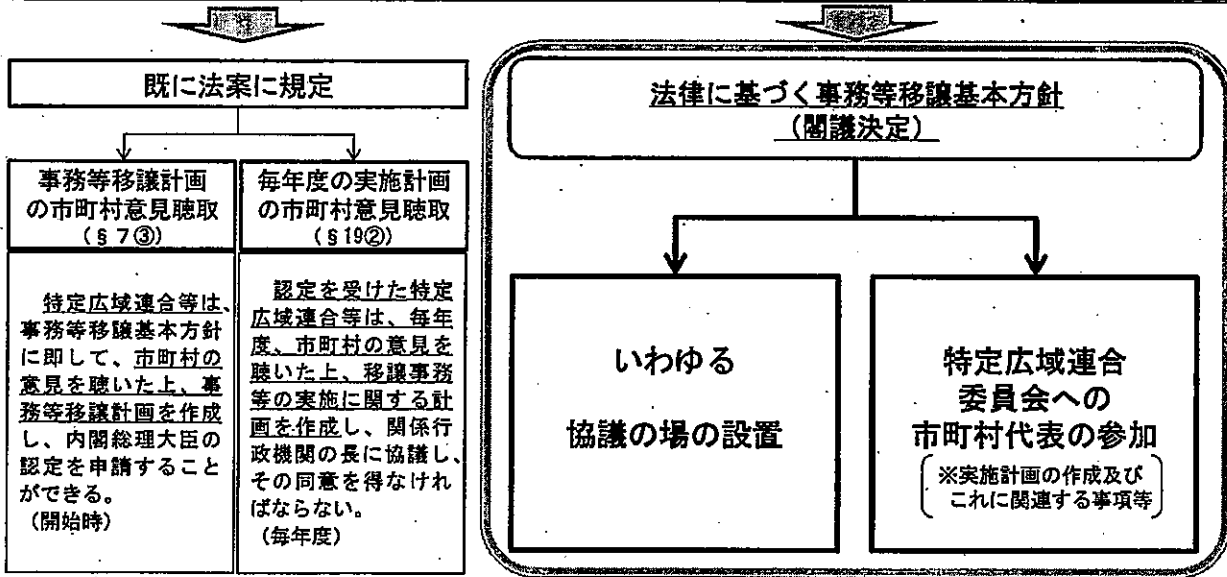 既に法案に規定
事務等移譲計画
の市町村意見聴取
(§7③)
毎年度の実施計画
の市町村意見聴取
(§19②)
特定広域連合等は、
事務等移譲基本方針
に即して、市町村の
意見を聴いた上、事
務等移譲計画を作成
し、内閣総理大臣の
認定を申請すること
ができる。
(開始時)
認定を受けた特定
広域連合等は、毎年
度、市町村の意見を
聴いた上、移譲事務
等の実施に関する計
画を作成し、関係行
政機関の長に協議し、
その同意を得なけれ
ばならない。
(毎年度)
法律に基づく事務等移譲基本方針
(閣議決定)
いわゆる
協議の場の設置
特定広域連合
委員会への
市町村代表の参加
※実施計画の作成及び
これに関連する事項等